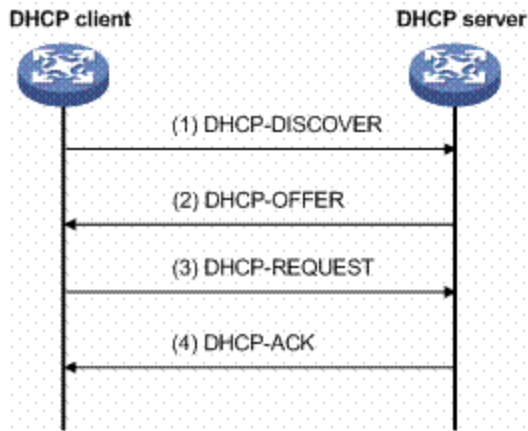 DHCP client
DHCP server
(1) DHCP-DISCOVER
(2) DHCP-OFFER
(3) DHCP-REQUEST
(4) DHCP-ACK